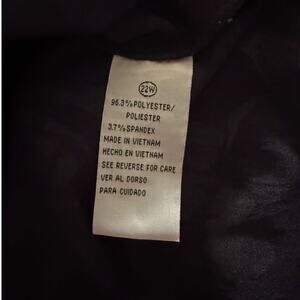 22W
96.3% POLYESTER/
POLIESTER
3.7% SPANDEX
MADE IN VIETNAM
HECHO EN VIETNAM
SEE REVERSE FOR CARE
VER AL DORSO
PARA CUIDADO